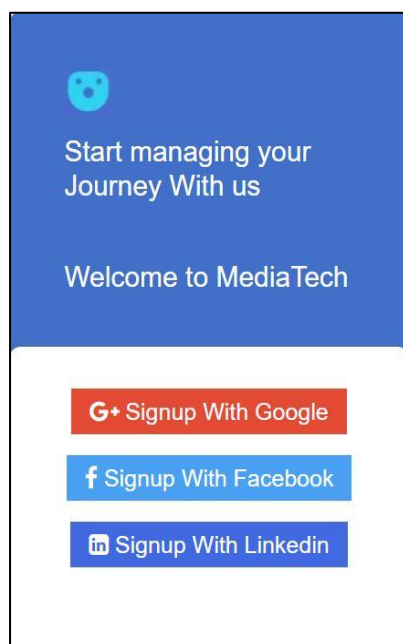 Start managing your
Journey With us
Welcome to MediaTech
G+ Signup With Google
f Signup With Facebook
in Signup With Linkedin